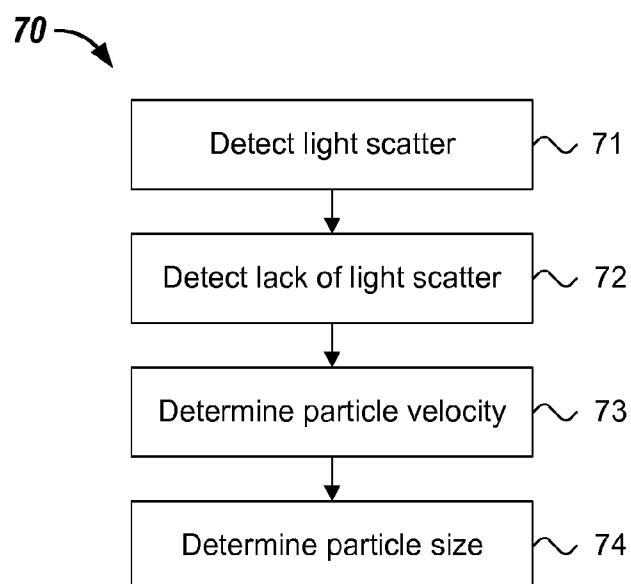 70
Detect light scatter 71
Detect lack of light scatter 72
Determine particle velocity 73
Determine particle size 74